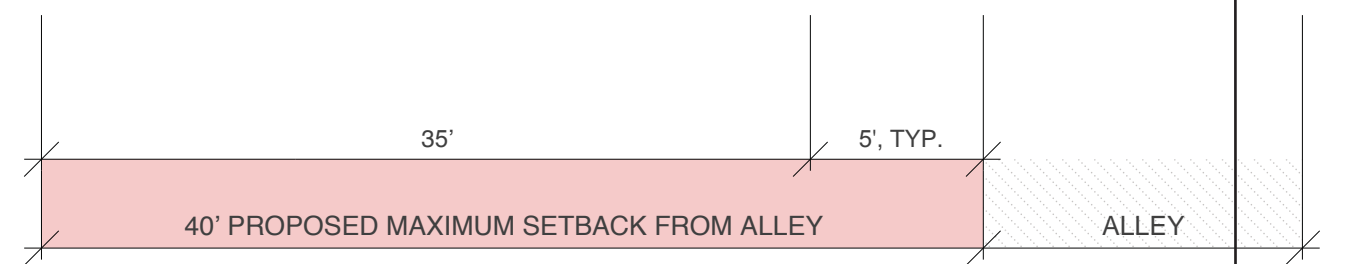 35’ 5', TYP.
40’ PROPOSED MAXIMUM SETBACK FROM ALLEY ALLEY